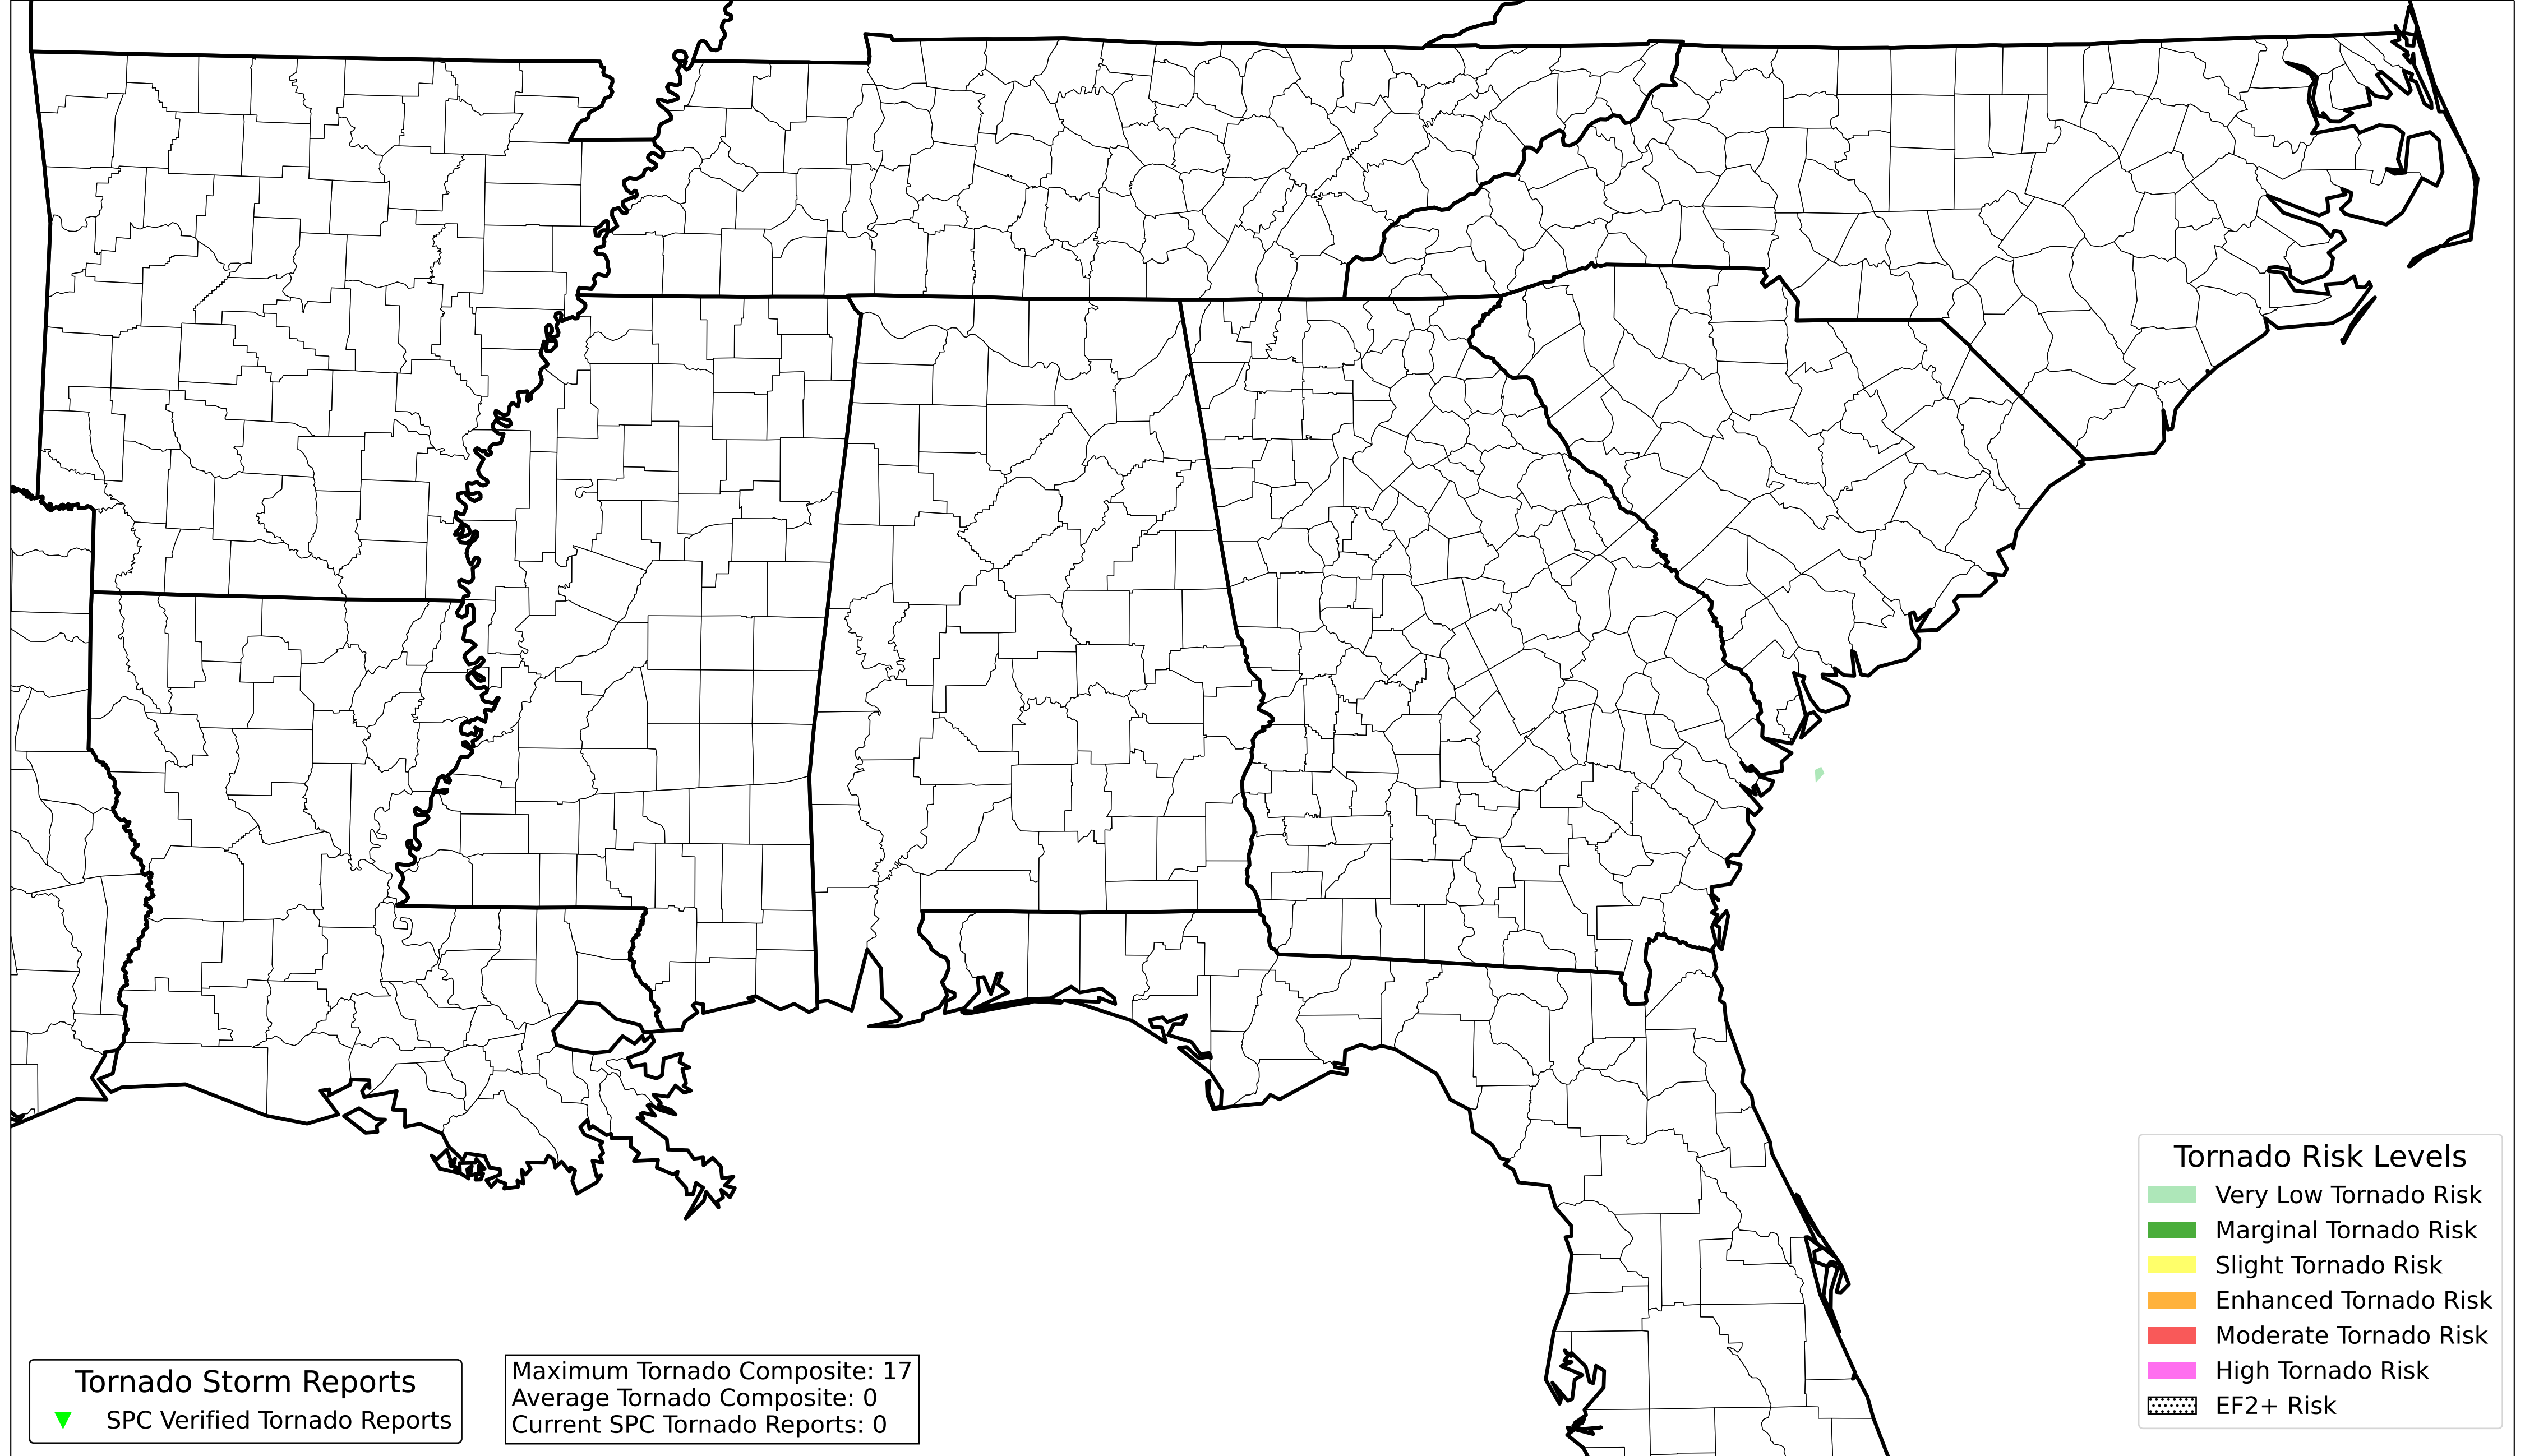 Tornado Risk Levels
Very Low Tornado Risk
Marginal Tornado Risk
Slight Tornado Risk
Enhanced Tornado Risk
Moderate Tornado Risk
High Tornado Risk
EF2+ Risk
Tornado Storm Reports
SPC Verified Tornado Reports
Maximum Tornado Composite: 17
Average Tornado Composite: 0
Current SPC Tornado Reports: 0